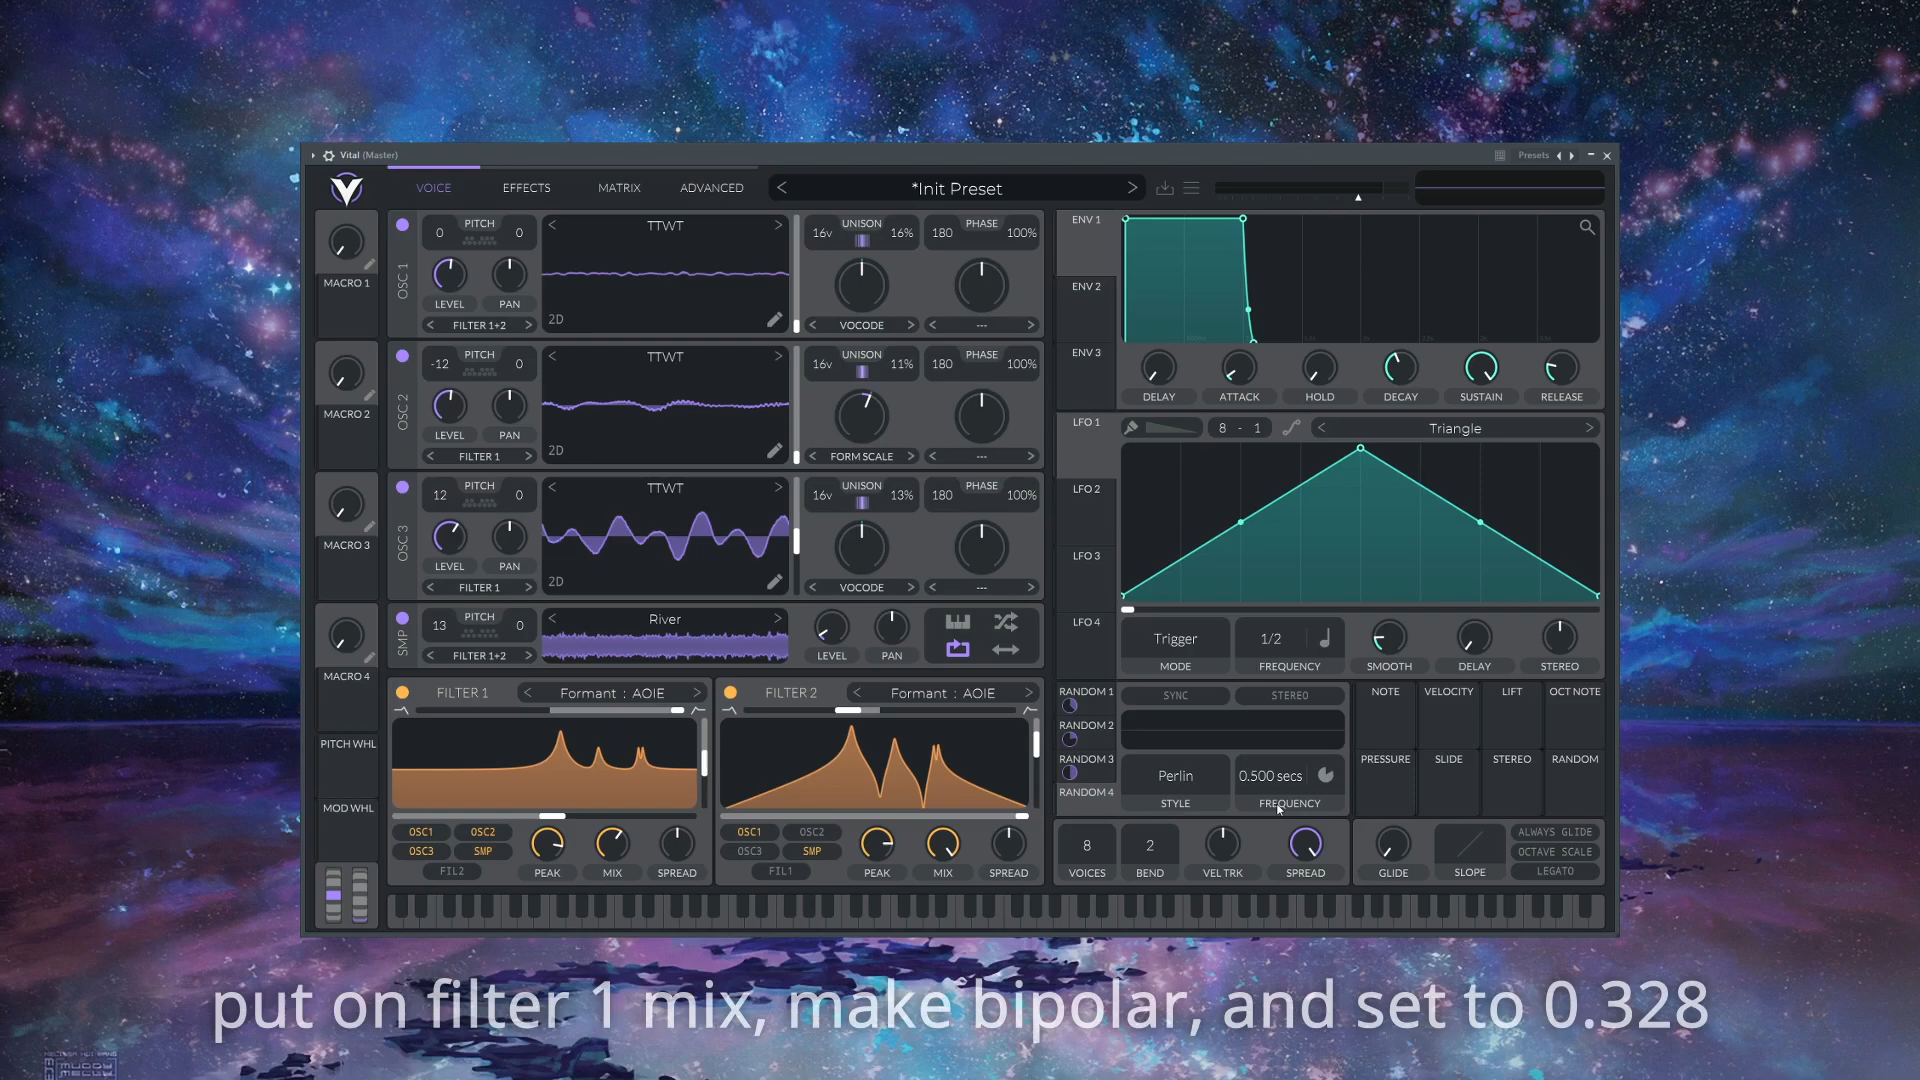 Vital (Master)
Presets
VOICE
EFFECTS
MATRIX
ADVANCED
*Init Preset
MACRO 1
MACRO 2
MACRO 3
MACRO 4
PITCH WHL
MOD WHL
OSC 1
PITCH
0 0
LEVEL PAN
FILTER 1+2
TTWT
2D
UNISON
16v 16%
VOCODE
PHASE
180 100%
---
OSC 2
PITCH
-12 0
LEVEL PAN
FILTER 1
TTWT
2D
UNISON
16v 11%
FORM SCALE
PHASE
180 100%
---
OSC 3
PITCH
12 0
LEVEL PAN
FILTER 1
TTWT
2D
UNISON
16v 13%
VOCODE
PHASE
180 100%
---
SMP
PITCH
13 0
FILTER 1+2
River
LEVEL PAN
FILTER 1
Formant : AOIE
OSC1 OSC2
OSC3 SMP
FIL2
PEAK MIX SPREAD
FILTER 2
Formant : AOIE
OSC1 OSC2
OSC3 SMP
FIL1
PEAK MIX SPREAD
ENV 1
ENV 2
ENV 3
DELAY ATTACK HOLD DECAY SUSTAIN RELEASE
LFO 1
LFO 2
LFO 3
LFO 4
8 - 1
Triangle
Trigger
MODE
1/2
FREQUENCY
SMOOTH DELAY STEREO
RANDOM 1
RANDOM 2
RANDOM 3
RANDOM 4
SYNC STEREO
Perlin
STYLE
0.500 secs
FREQUENCY
NOTE VELOCITY LIFT OCT NOTE
PRESSURE SLIDE STEREO RANDOM
8
VOICES
2
BEND
VEL TRK
SPREAD
GLIDE
SLOPE
ALWAYS GLIDE
OCTAVE SCALE
LEGATO
put on filter 1 mix, make bipolar, and set to 0.328